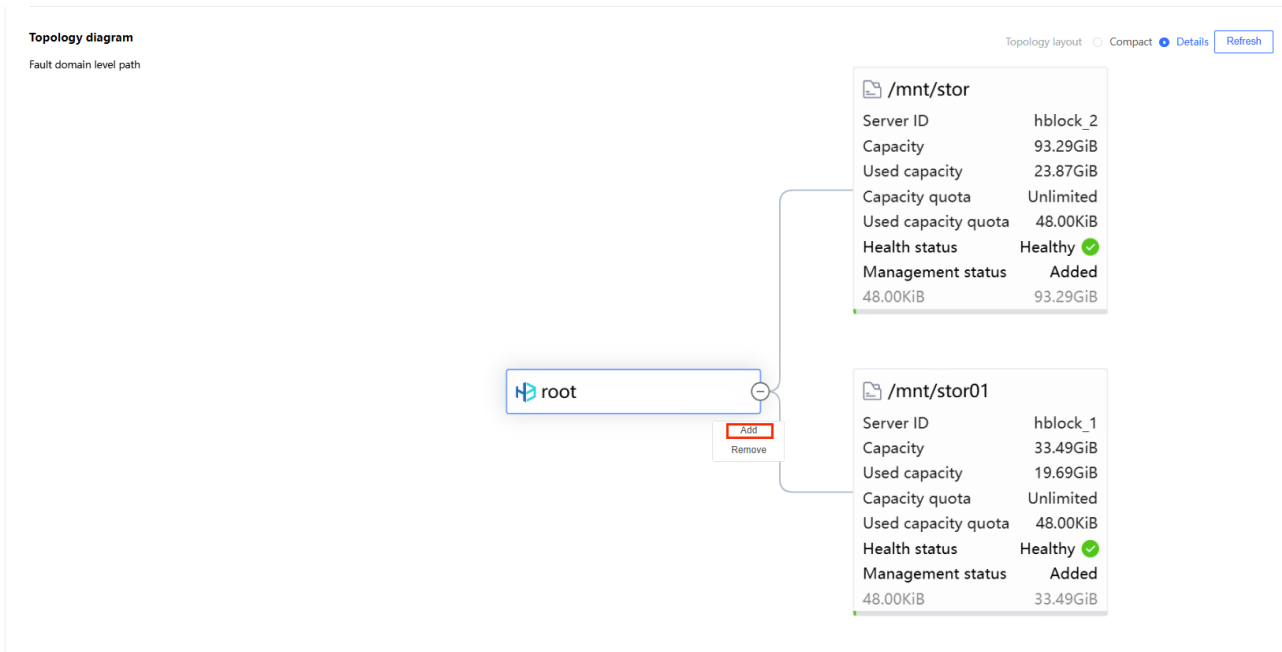 Topology diagram
Topology layout Compact Details Refresh
Fault domain level path
/mnt/stor
Server ID hblock_2
Capacity 93.29GiB
Used capacity 23.87GiB
Capacity quota Unlimited
Used capacity quota 48.00KiB
Health status Healthy
Management status Added
48.00KiB 93.29GiB
root
Add
Remove
/mnt/stor01
Server ID hblock_1
Capacity 33.49GiB
Used capacity 19.69GiB
Capacity quota Unlimited
Used capacity quota 48.00KiB
Health status Healthy
Management status Added
48.00KiB 33.49GiB